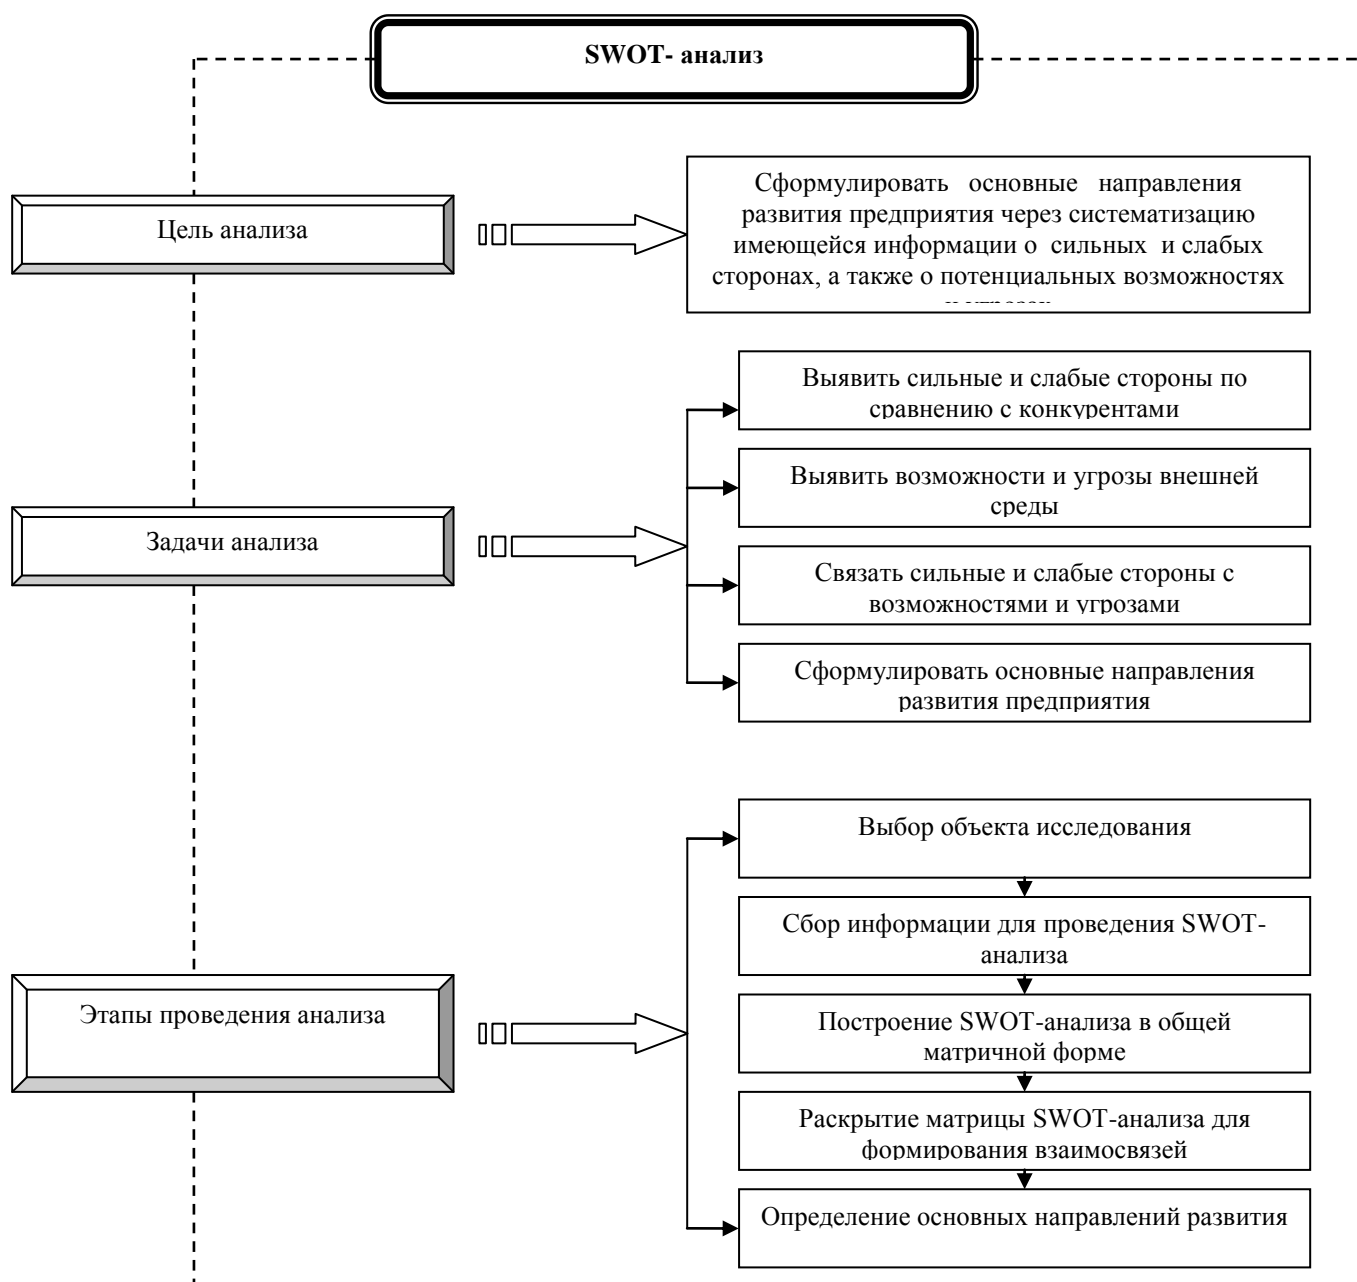 SWOT- анализ
Цель анализа
Сформулировать основные направления
развития предприятия через систематизацию
имеющейся информации о сильных и слабых
сторонах, а также о потенциальных возможностях
Задачи анализа
Выявить сильные и слабые стороны по
сравнению с конкурентами
Выявить возможности и угрозы внешней
среды
Связать сильные и слабые стороны с
возможностями и угрозами
Сформулировать основные направления
развития предприятия
Этапы проведения анализа
Выбор объекта исследования
Сбор информации для проведения SWOT-
анализа
Построение SWOT-анализа в общей
матричной форме
Раскрытие матрицы SWOT-анализа для
формирования взаимосвязей
Определение основных направлений развития